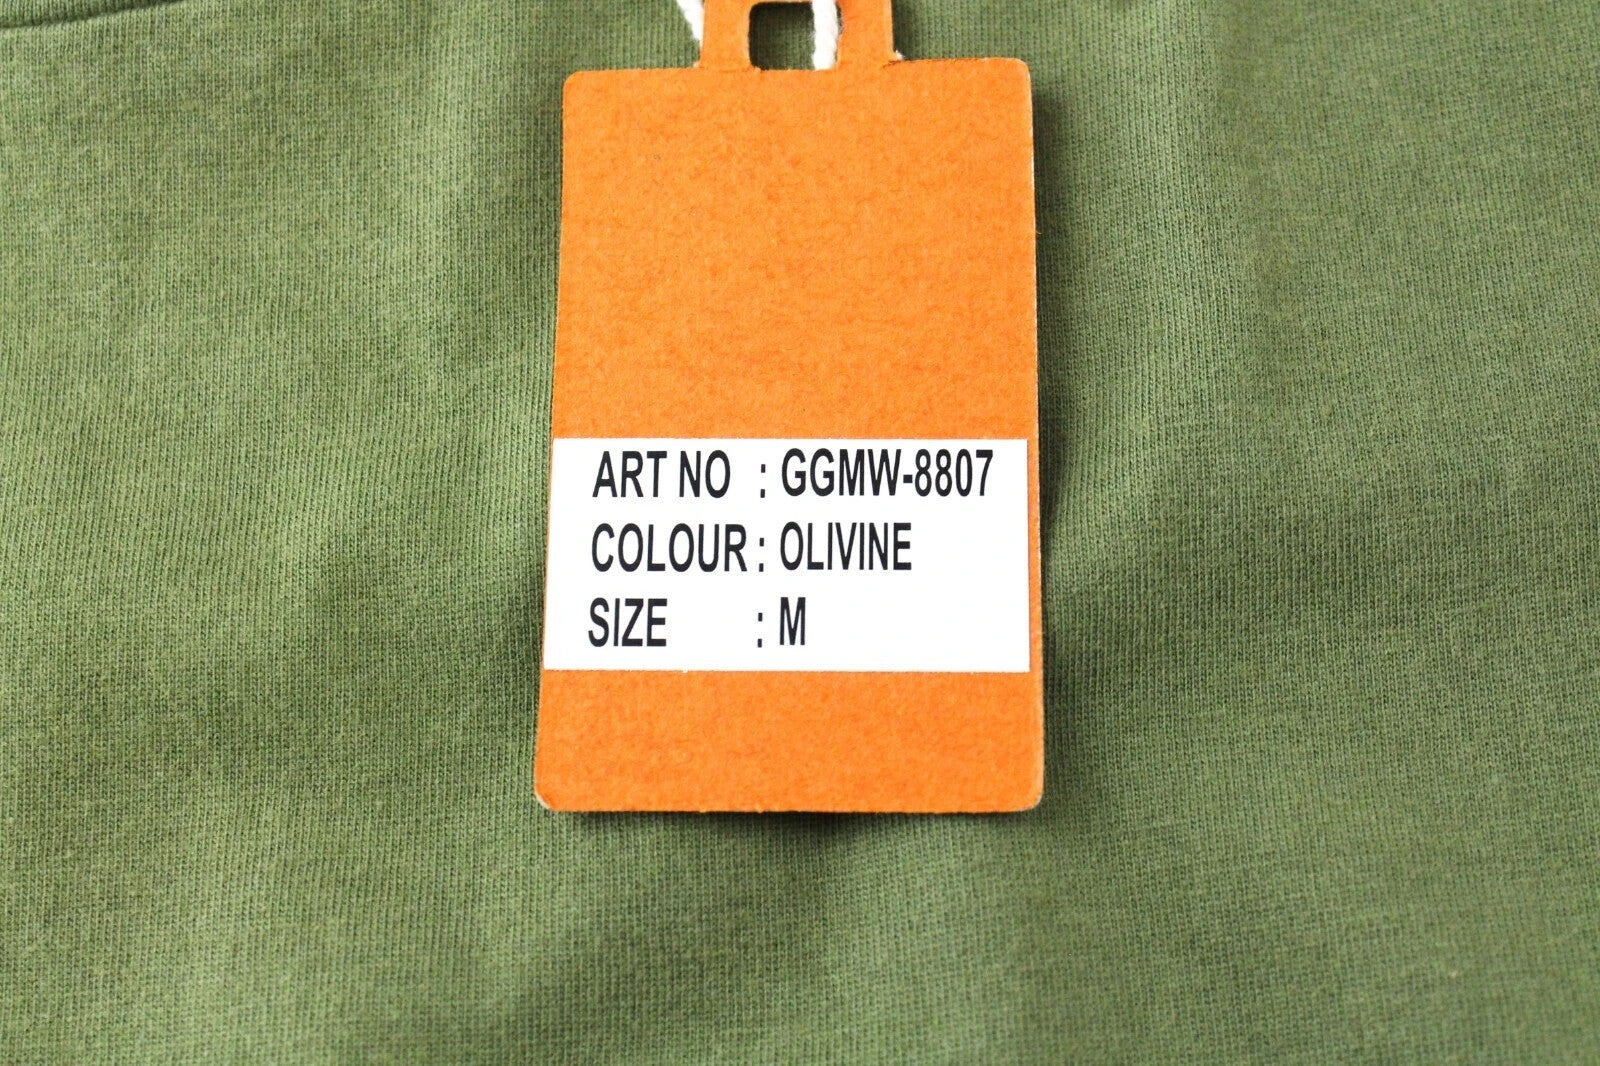 ART NO : GGMW-8807
COLOUR : OLIVINE
SIZE : M